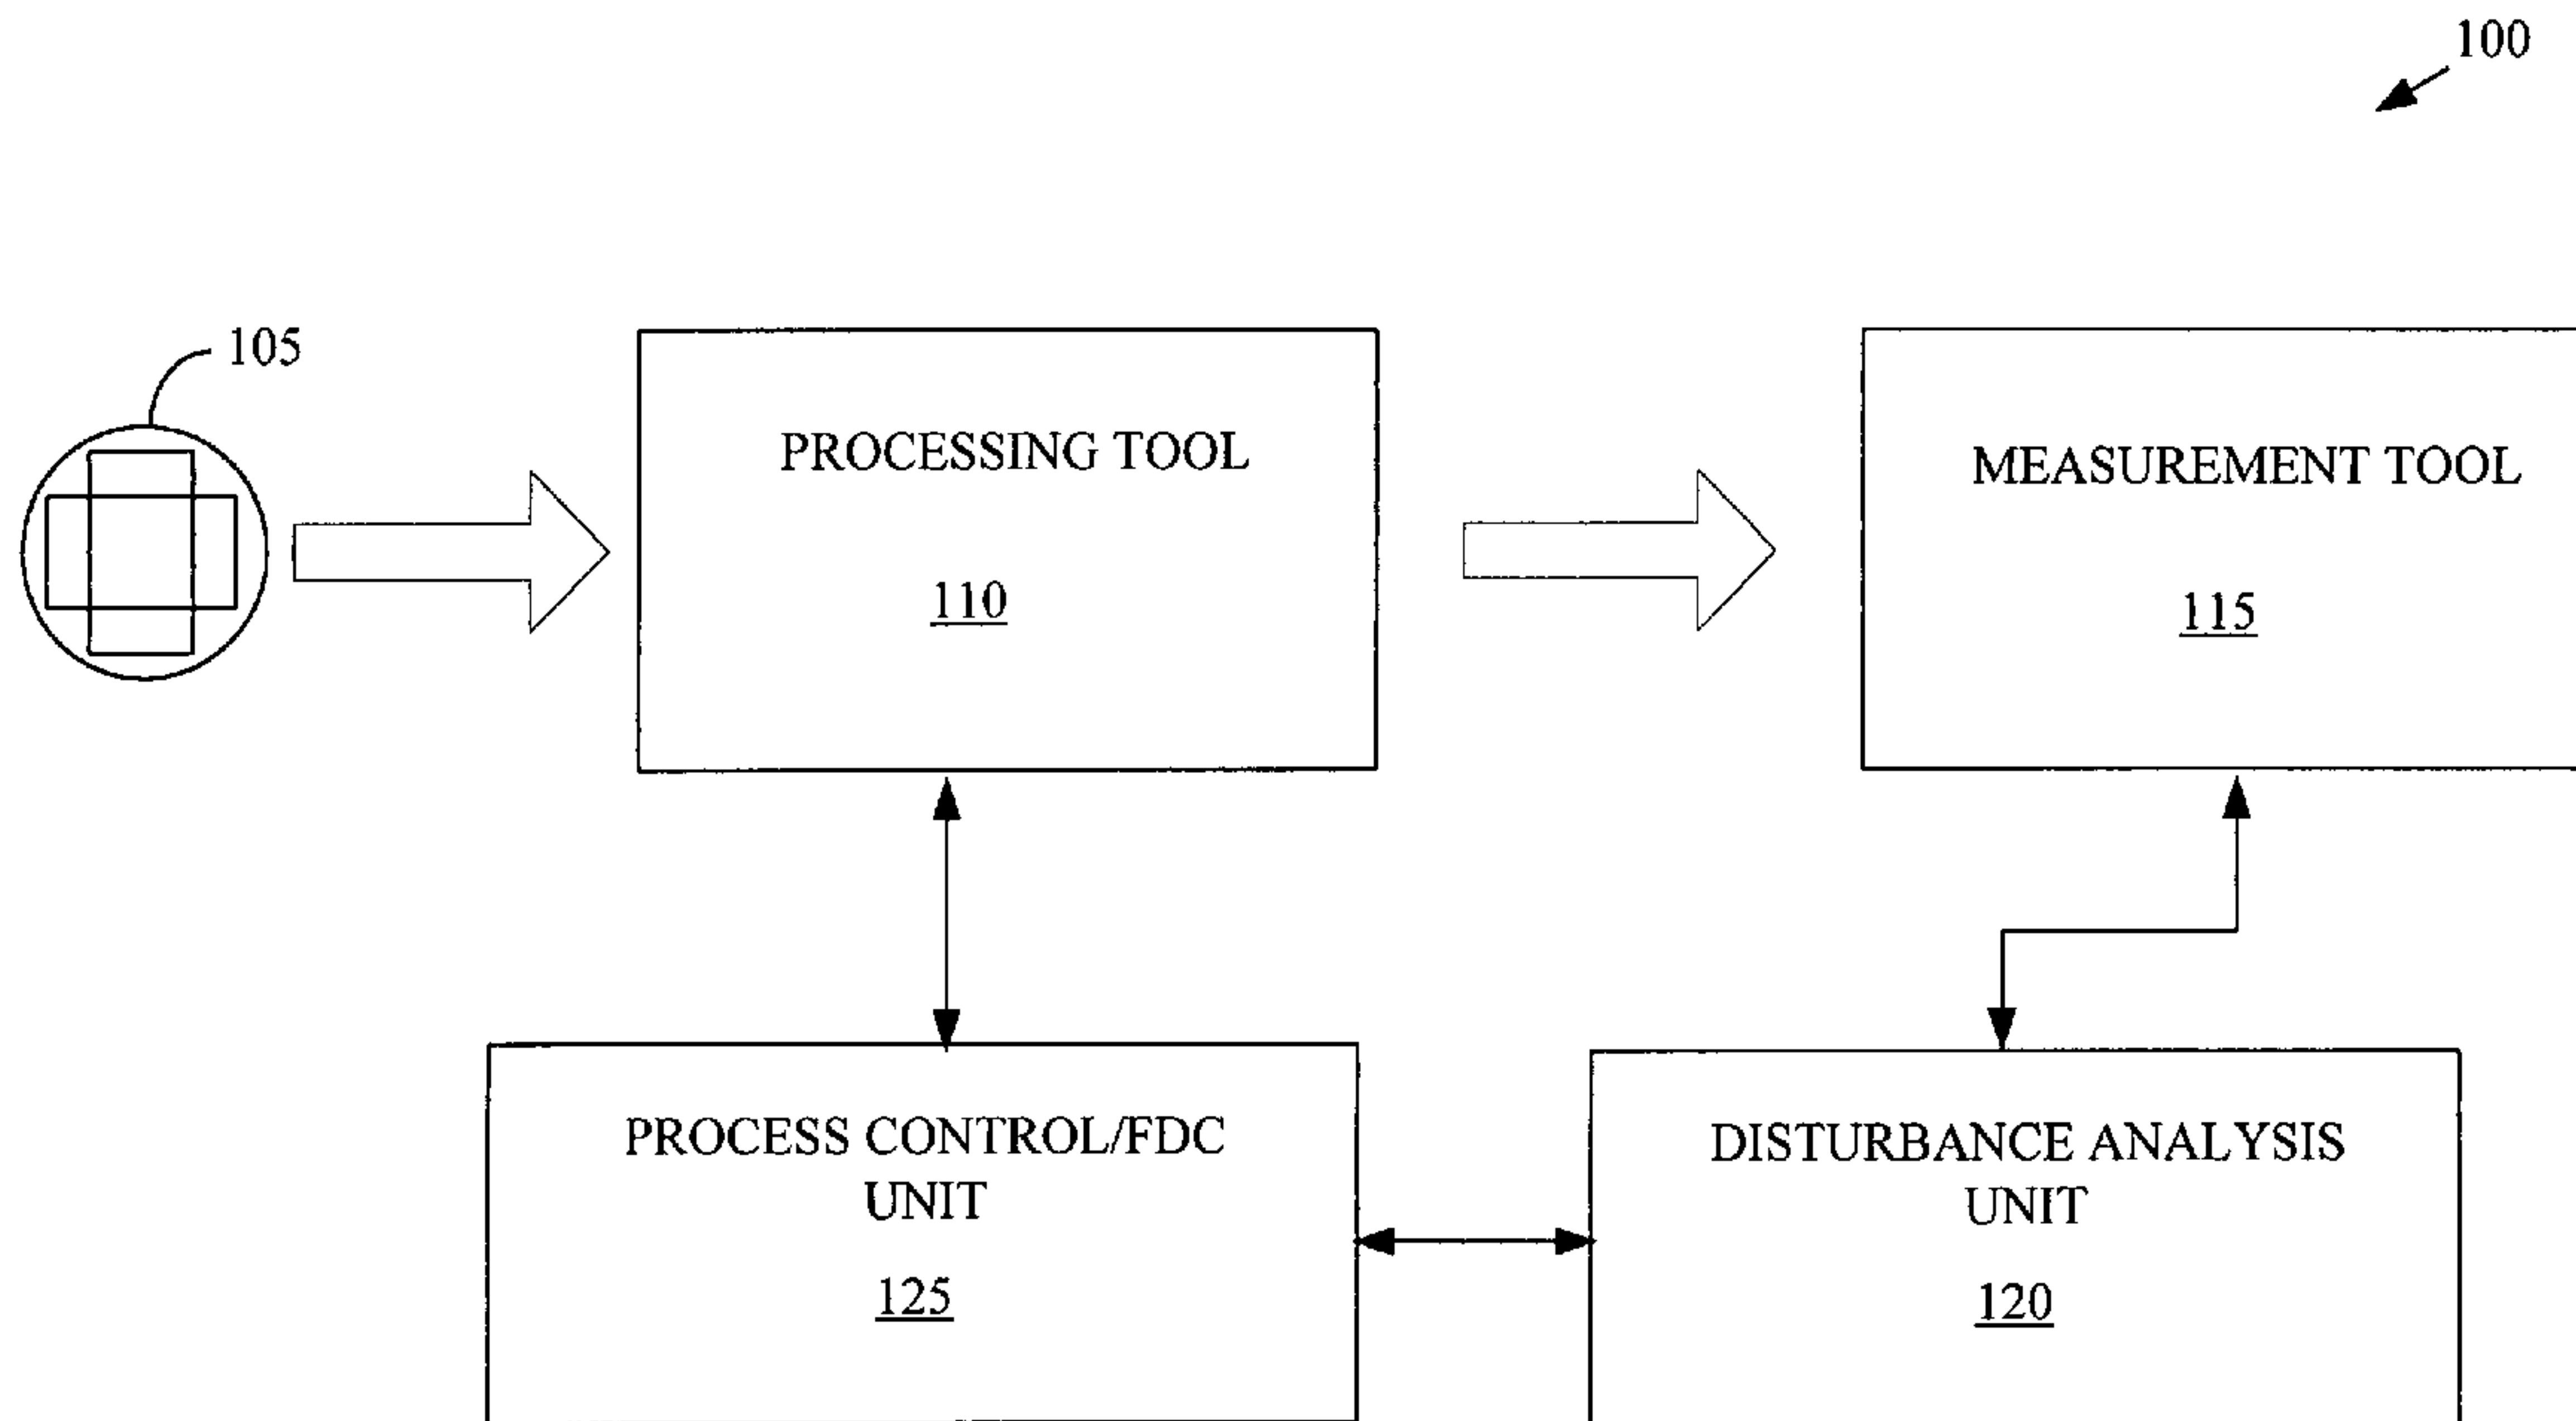 100
105
PROCESSING TOOL
110
MEASUREMENT TOOL
115
PROCESS CONTROL/FDC
UNIT
125
DISTURBANCE ANALYSIS
UNIT
120